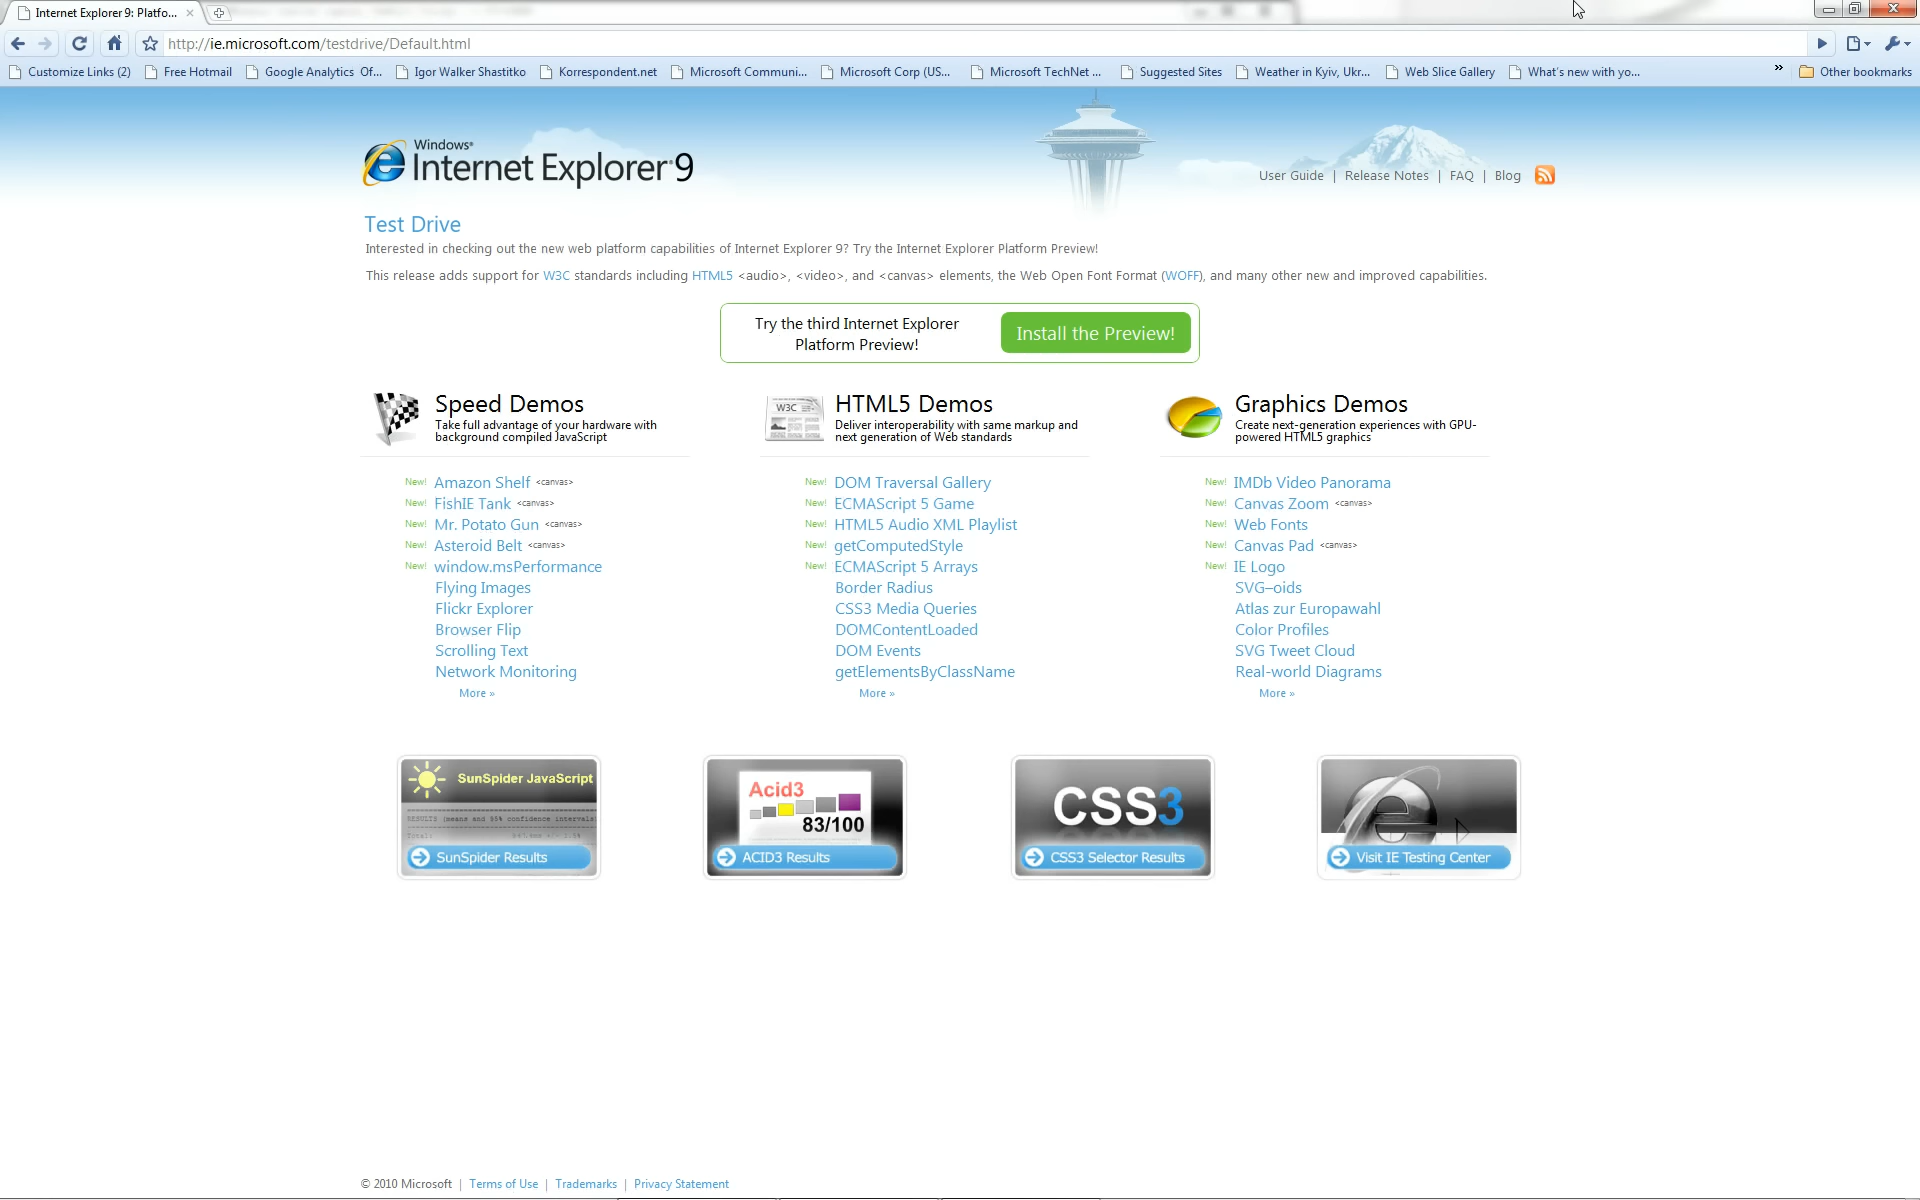 Internet Explorer 9: Platfo...
http://ie.microsoft.com/testdrive/Default.html
Customize Links (2)
Free Hotmail
Google Analytics Of...
Igor Walker Shastitko
Korrespondent.net
Microsoft Communi...
Microsoft Corp (US...
Microsoft TechNet ...
Suggested Sites
Weather in Kyiv, Ukr...
Web Slice Gallery
What's new with yo...
»
Other bookmarks
Windows®
Internet Explorer 9
User Guide | Release Notes | FAQ | Blog
Test Drive
Interested in checking out the new web platform capabilities of Internet Explorer 9? Try the Internet Explorer Platform Preview!
This release adds support for W3C standards including HTML5 <audio>, <video>, and <canvas> elements, the Web Open Font Format (WOFF), and many other new and improved capabilities.
Try the third Internet Explorer
Platform Preview!
Install the Preview!
Speed Demos
Take full advantage of your hardware with
background compiled JavaScript
New! Amazon Shelf <canvas>
New! FishIE Tank <canvas>
New! Mr. Potato Gun <canvas>
New! Asteroid Belt <canvas>
New! window.msPerformance
Flying Images
Flickr Explorer
Browser Flip
Scrolling Text
Network Monitoring
More »
W3C
HTML5 Demos
Deliver interoperability with same markup and
next generation of Web standards
New! DOM Traversal Gallery
New! ECMAScript 5 Game
New! HTML5 Audio XML Playlist
New! getComputedStyle
New! ECMAScript 5 Arrays
Border Radius
CSS3 Media Queries
DOMContentLoaded
DOM Events
getElementsByClassName
More »
Graphics Demos
Create next-generation experiences with GPU-
powered HTML5 graphics
New! IMDb Video Panorama
New! Canvas Zoom <canvas>
New! Web Fonts
New! Canvas Pad <canvas>
New! IE Logo
SVG–oids
Atlas zur Europawahl
Color Profiles
SVG Tweet Cloud
Real-world Diagrams
More »
SunSpider JavaScript
RESULTS (means and 95% confidence intervals
Total:
SunSpider Results
Acid3
83/100
ACID3 Results
CSS3
CSS3 Selector Results
Visit IE Testing Center
© 2010 Microsoft | Terms of Use | Trademarks | Privacy Statement